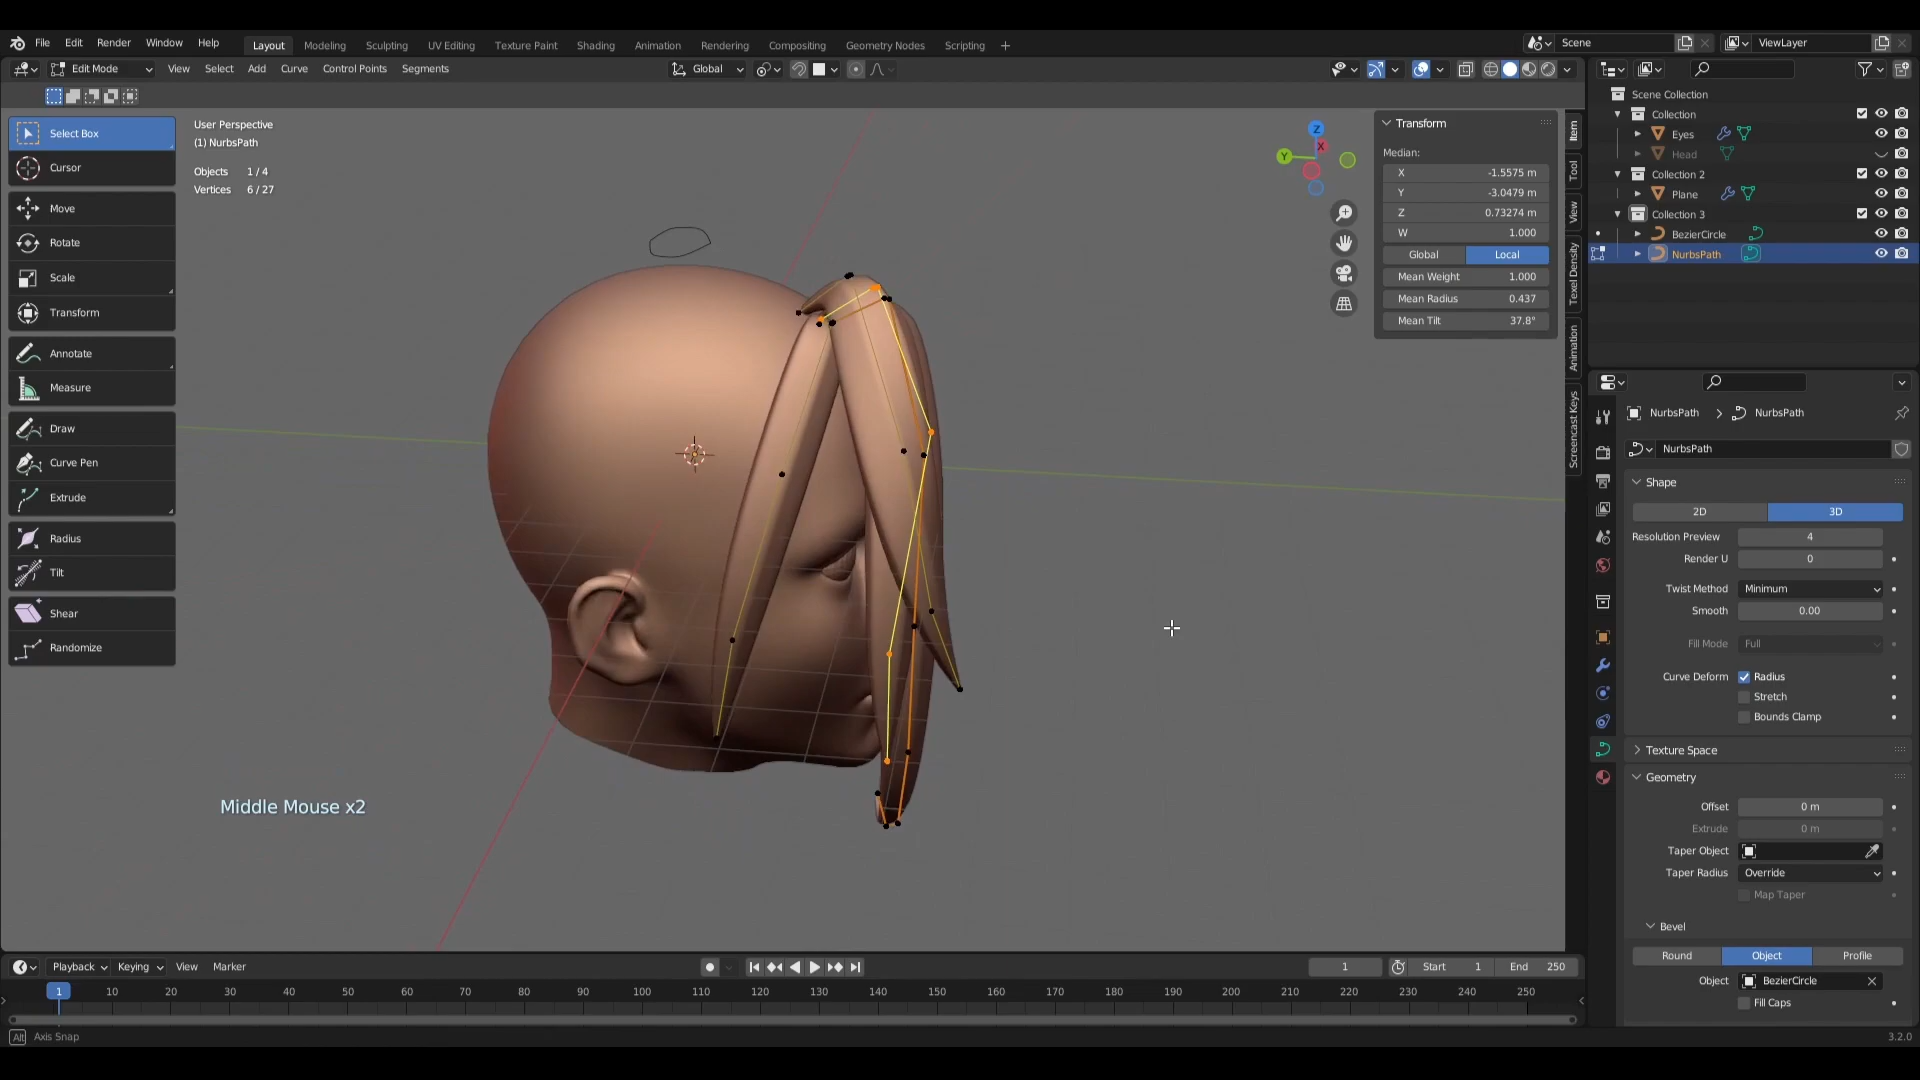 File Edit Render Window Help Layout Modeling Sculpting UV Editing Texture Paint Shading Animation Rendering Compositing Geometry Nodes Scripting + Scene ViewLayer
Edit Mode View Select Add Curve Control Points Segments Global
Select Box
Cursor
Move
Rotate
Scale
Transform
Annotate
Measure
Draw
Curve Pen
Extrude
Radius
Tilt
Shear
Randomize
User Perspective
(1) NurbsPath
Objects 1 / 4
Vertices 6 / 27
Middle Mouse x2
Z
Y
X
Transform
Median:
X -1.5575 m
Y -3.0479 m
Z 0.73274 m
W 1.000
Global Local
Mean Weight 1.000
Mean Radius 0.437
Mean Tilt 37.8°
Item
Tool
View
Texel Density
Animation
Screencast Keys
Scene Collection
Collection
Eyes
Head
Collection 2
Plane
Collection 3
BezierCircle
NurbsPath
NurbsPath > NurbsPath
NurbsPath
Shape
2D 3D
Resolution Preview 4
Render U 0
Twist Method Minimum
Smooth 0.00
Fill Mode Full
Curve Deform Radius
Stretch
Bounds Clamp
Texture Space
Geometry
Offset 0 m
Extrude 0 m
Taper Object
Taper Radius Override
Map Taper
Bevel
Round Object Profile
Object BezierCircle
Fill Caps
Playback Keying View Marker 1 Start 1 End 250
1 10 20 30 40 50 60 70 80 90 100 110 120 130 140 150 160 170 180 190 200 210 220 230 240 250
Alt Axis Snap 3.2.0